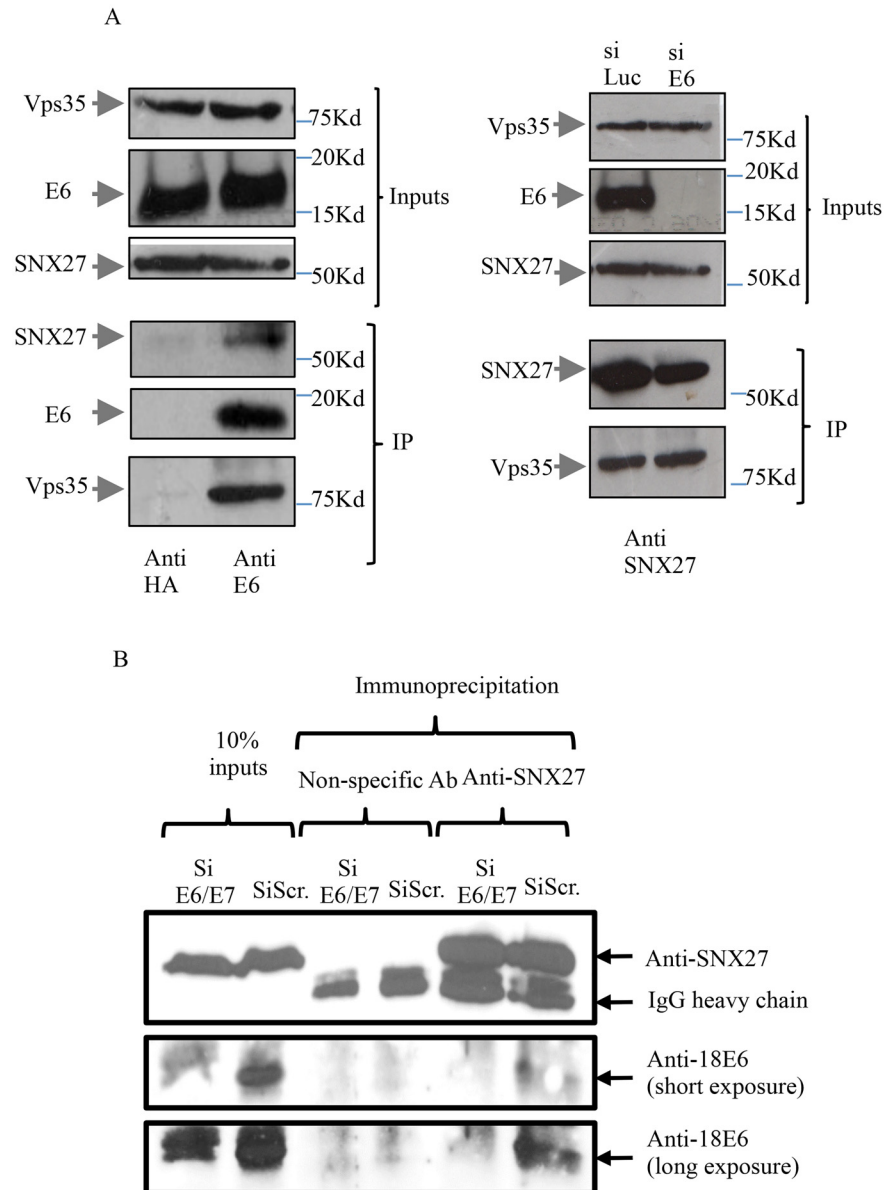 A
Vps35
75Kd
20Kd
E6
15Kd
Inputs
SNX27
50Kd
SNX27
50Kd
20Kd
E6
IP
Vps35
75Kd
Anti
HA
Anti
E6
si
Luc
si
E6
Vps35
75Kd
20Kd
E6
15Kd
Inputs
SNX27
50Kd
SNX27
50Kd
IP
Vps35
75Kd
Anti
SNX27
B
Immunoprecipitation
10%
inputs
Non-specific Ab
Anti-SNX27
Si
E6/E7
SiScr.
Si
E6/E7
SiScr.
Si
E6/E7
SiScr.
Anti-SNX27
IgG heavy chain
Anti-18E6
(short exposure)
Anti-18E6
(long exposure)